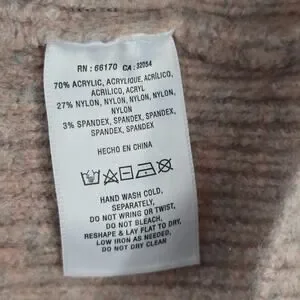 RN : 66170 CA : 32054
70% ACRYLIC, ACRYLIQUE, ACRÍLICO,
ACRILICO, ACRYL
27% NYLON, NYLON, NYLON, NYLON,
NYLON
3% SPANDEX, SPANDEX, SPANDEX,
SPANDEX, SPANDEX
HECHO EN CHINA
HAND WASH COLD,
SEPARATELY,
DO NOT WRING OR TWIST,
DO NOT BLEACH,
RESHAPE & LAY FLAT TO DRY,
LOW IRON AS NEEDED,
DO NOT DRY CLEAN